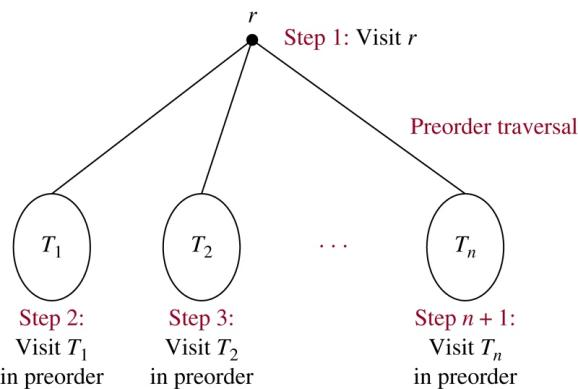 r
Step 1: Visit r
Preorder traversal
T1
T2
. . .
Tn
Step 2:
Visit T1
in preorder
Step 3:
Visit T2
in preorder
Step n + 1:
Visit Tn
in preorder